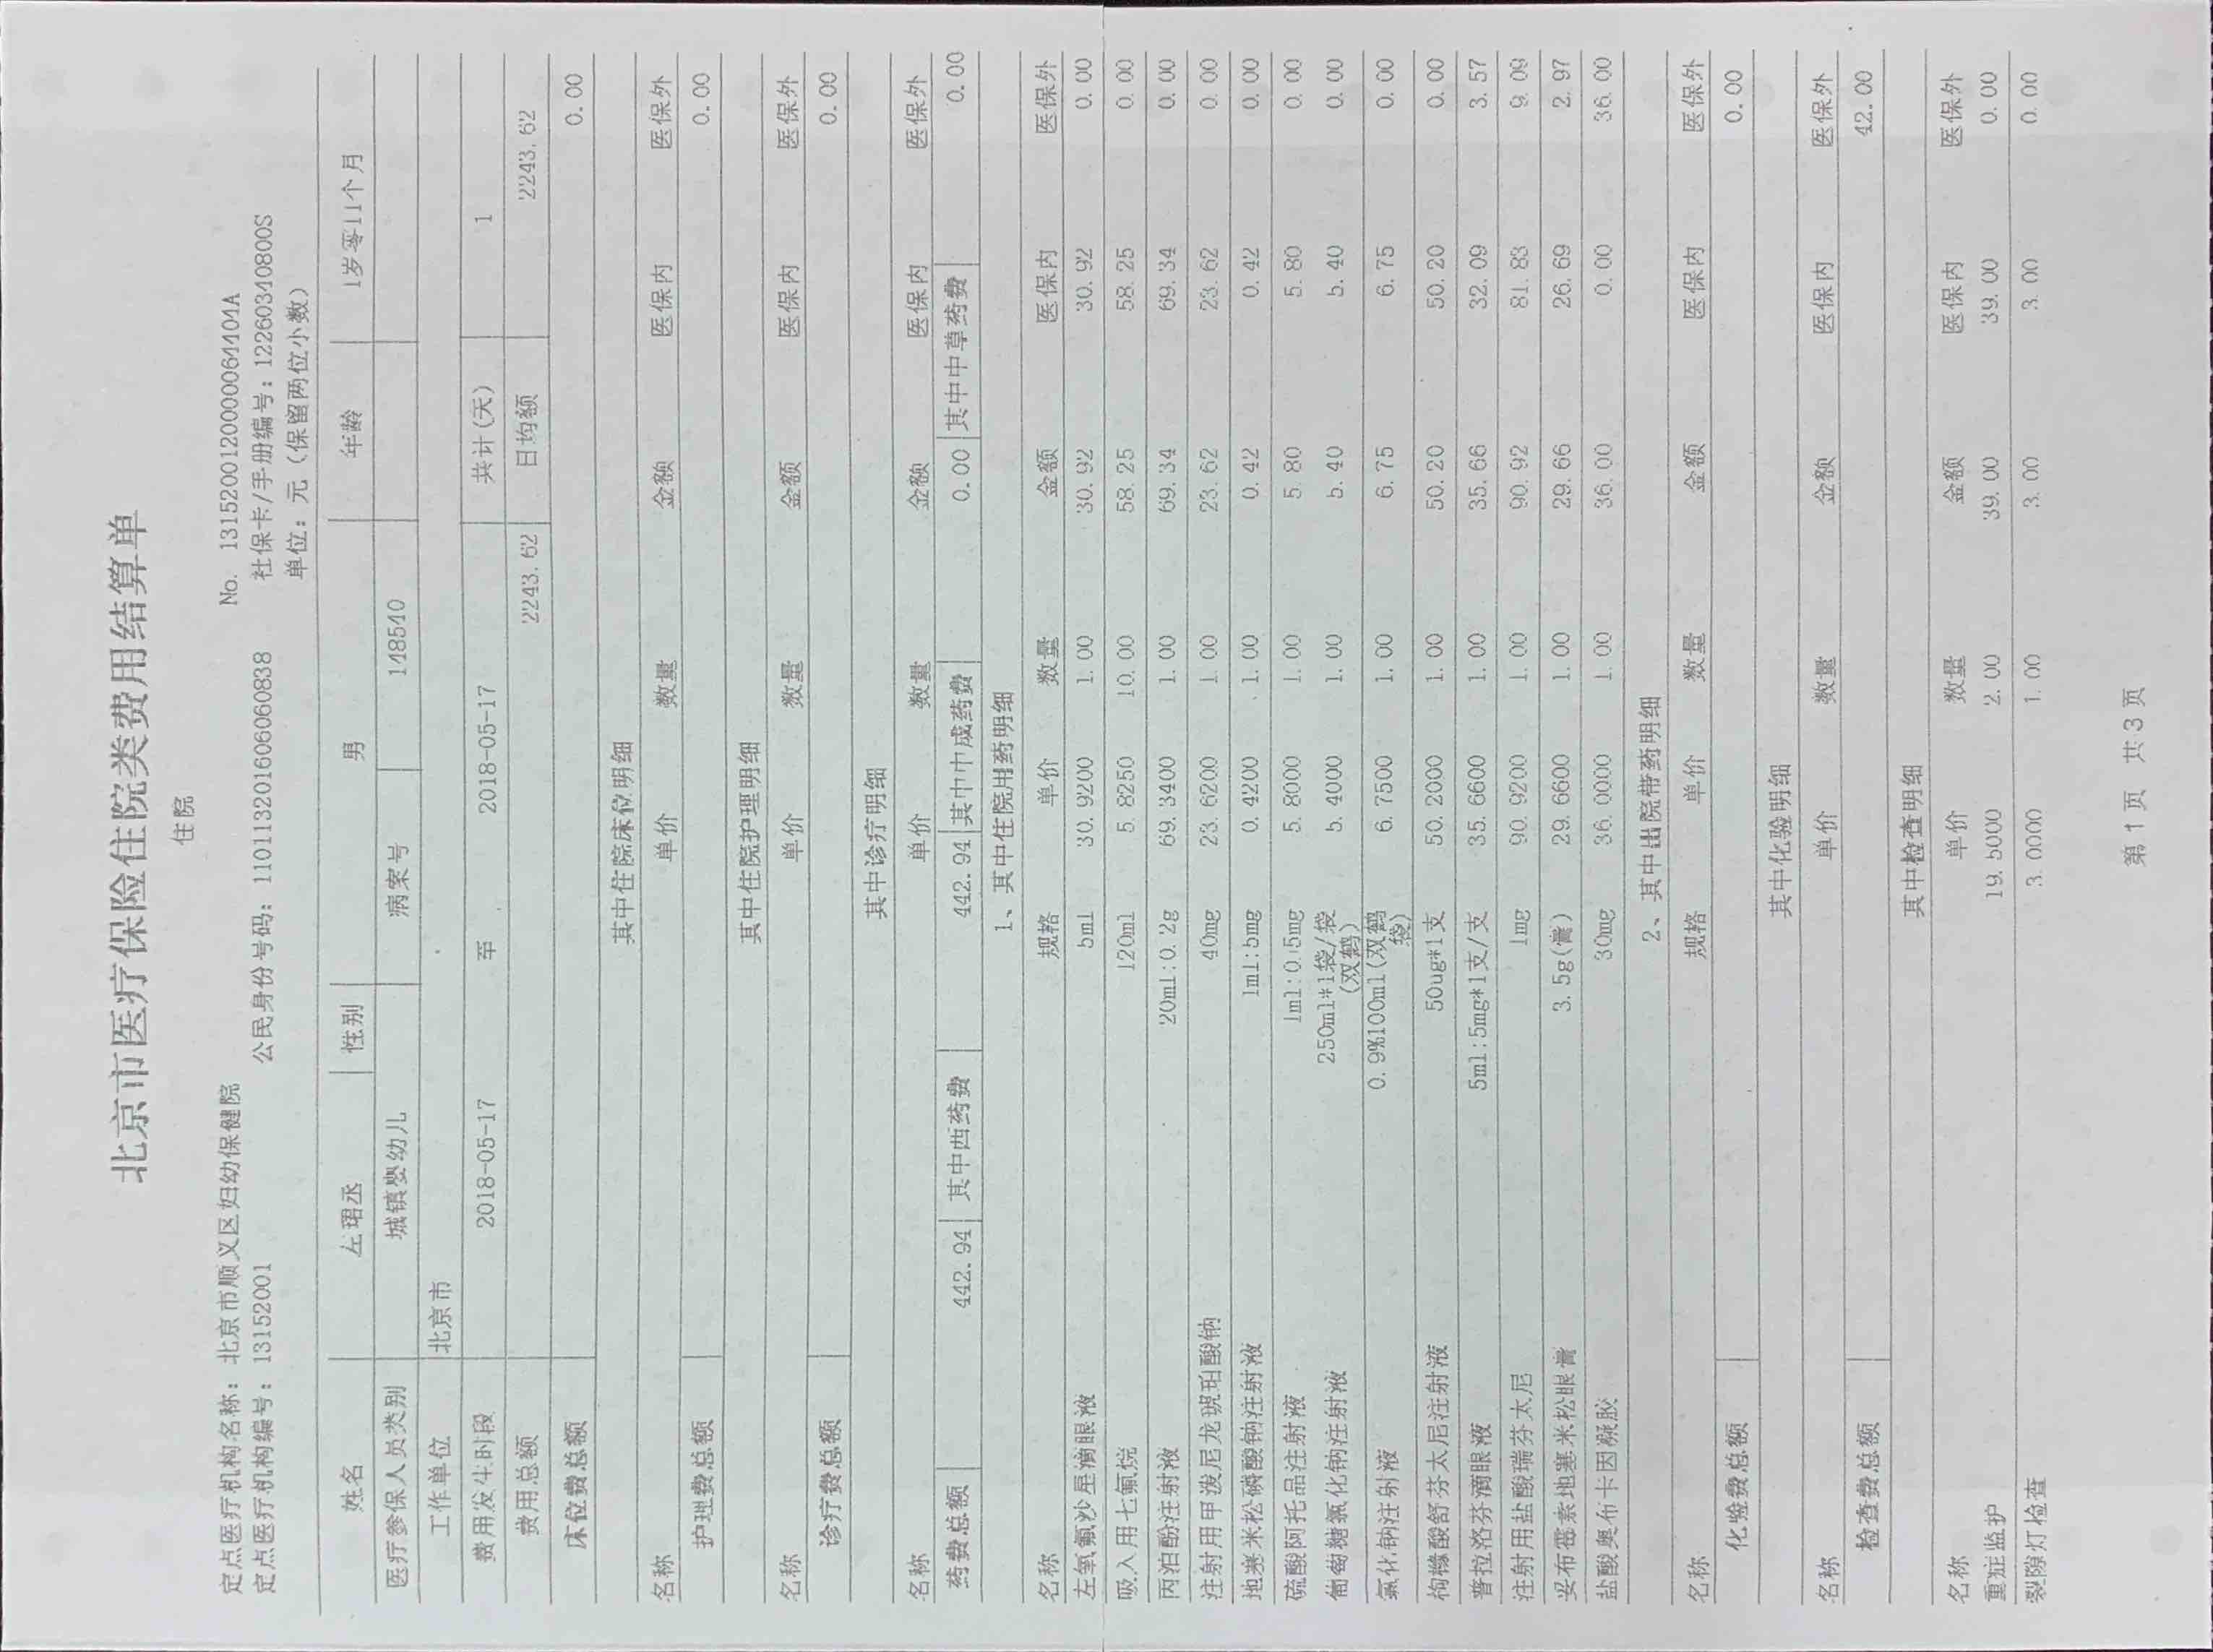 北京市医疗保险住院类费用结算单
住院
定点医疗机构名称：北京市顺义区妇幼保健院 No. 1315200120000064404A
定点医疗机构编号：13152001 公民身份号码：110113201606060838 社保卡/手册编号：12260340800S
单位：元（保留两位小数）
姓名 左珺丞 性别 男 年龄 1岁零11个月
医疗参保人员类别 城镇婴幼儿 病案号 148540
工作单位 北京市
费用发生时段 2018-05-17 至 2018-05-17 共计(天) 1
费用总额 2243.62 日均额 2243.62
床位费总额 0.00
其中住院床位明细
名称 单价 数量 金额 医保内 医保外
护理费总额 0.00
其中住院护理明细
名称 单价 数量 金额 医保内 医保外
诊疗费总额 0.00
其中诊疗明细
名称 单价 数量 金额 医保内 医保外
药费总额 442.94 其中西药费 442.94 其中中成药费 0.00 其中中草药费 0.00
1、其中住院用药明细
名称 规格 单价 数量 金额 医保内 医保外
左氧氟沙星滴眼液 5ml 30.9200 1.00 30.92 30.92 0.00
吸入用七氟烷 120ml 5.8250 10.00 58.25 58.25 0.00
丙泊酚注射液 20ml:0.2g 69.3400 1.00 69.34 69.34 0.00
注射用甲泼尼龙琥珀酸钠 40mg 23.6200 1.00 23.62 23.62 0.00
地塞米松磷酸钠注射液 1ml:5mg 0.4200 1.00 0.42 0.42 0.00
硫酸阿托品注射液 1ml:0.5mg 5.8000 1.00 5.80 5.80 0.00
葡萄糖氯化钠注射液 250ml*1袋/袋(双鹤) 5.4000 1.00 5.40 5.40 0.00
氯化钠注射液 0.9%100ml(双鹤袋) 6.7500 1.00 6.75 6.75 0.00
枸橼酸舒芬太尼注射液 50ug*1支 50.2000 1.00 50.20 50.20 0.00
普拉洛芬滴眼液 5ml:5mg*1支/支 35.6600 1.00 35.66 32.09 3.57
注射用盐酸瑞芬太尼 1mg 90.9200 1.00 90.92 81.83 9.09
妥布霉素地塞米松眼膏 3.5g(膏) 29.6600 1.00 29.66 26.69 2.97
盐酸奥布卡因凝胶 30mg 36.0000 1.00 36.00 0.00 36.00
2、其中出院带药明细
名称 规格 单价 数量 金额 医保内 医保外
化验费总额 0.00
其中化验明细
名称 单价 数量 金额 医保内 医保外
检查费总额 42.00
其中检查明细
名称 单价 数量 金额 医保内 医保外
重症监护 19.5000 2.00 39.00 39.00 0.00
裂隙灯检查 3.0000 1.00 3.00 3.00 0.00
第 1 页 共 3 页